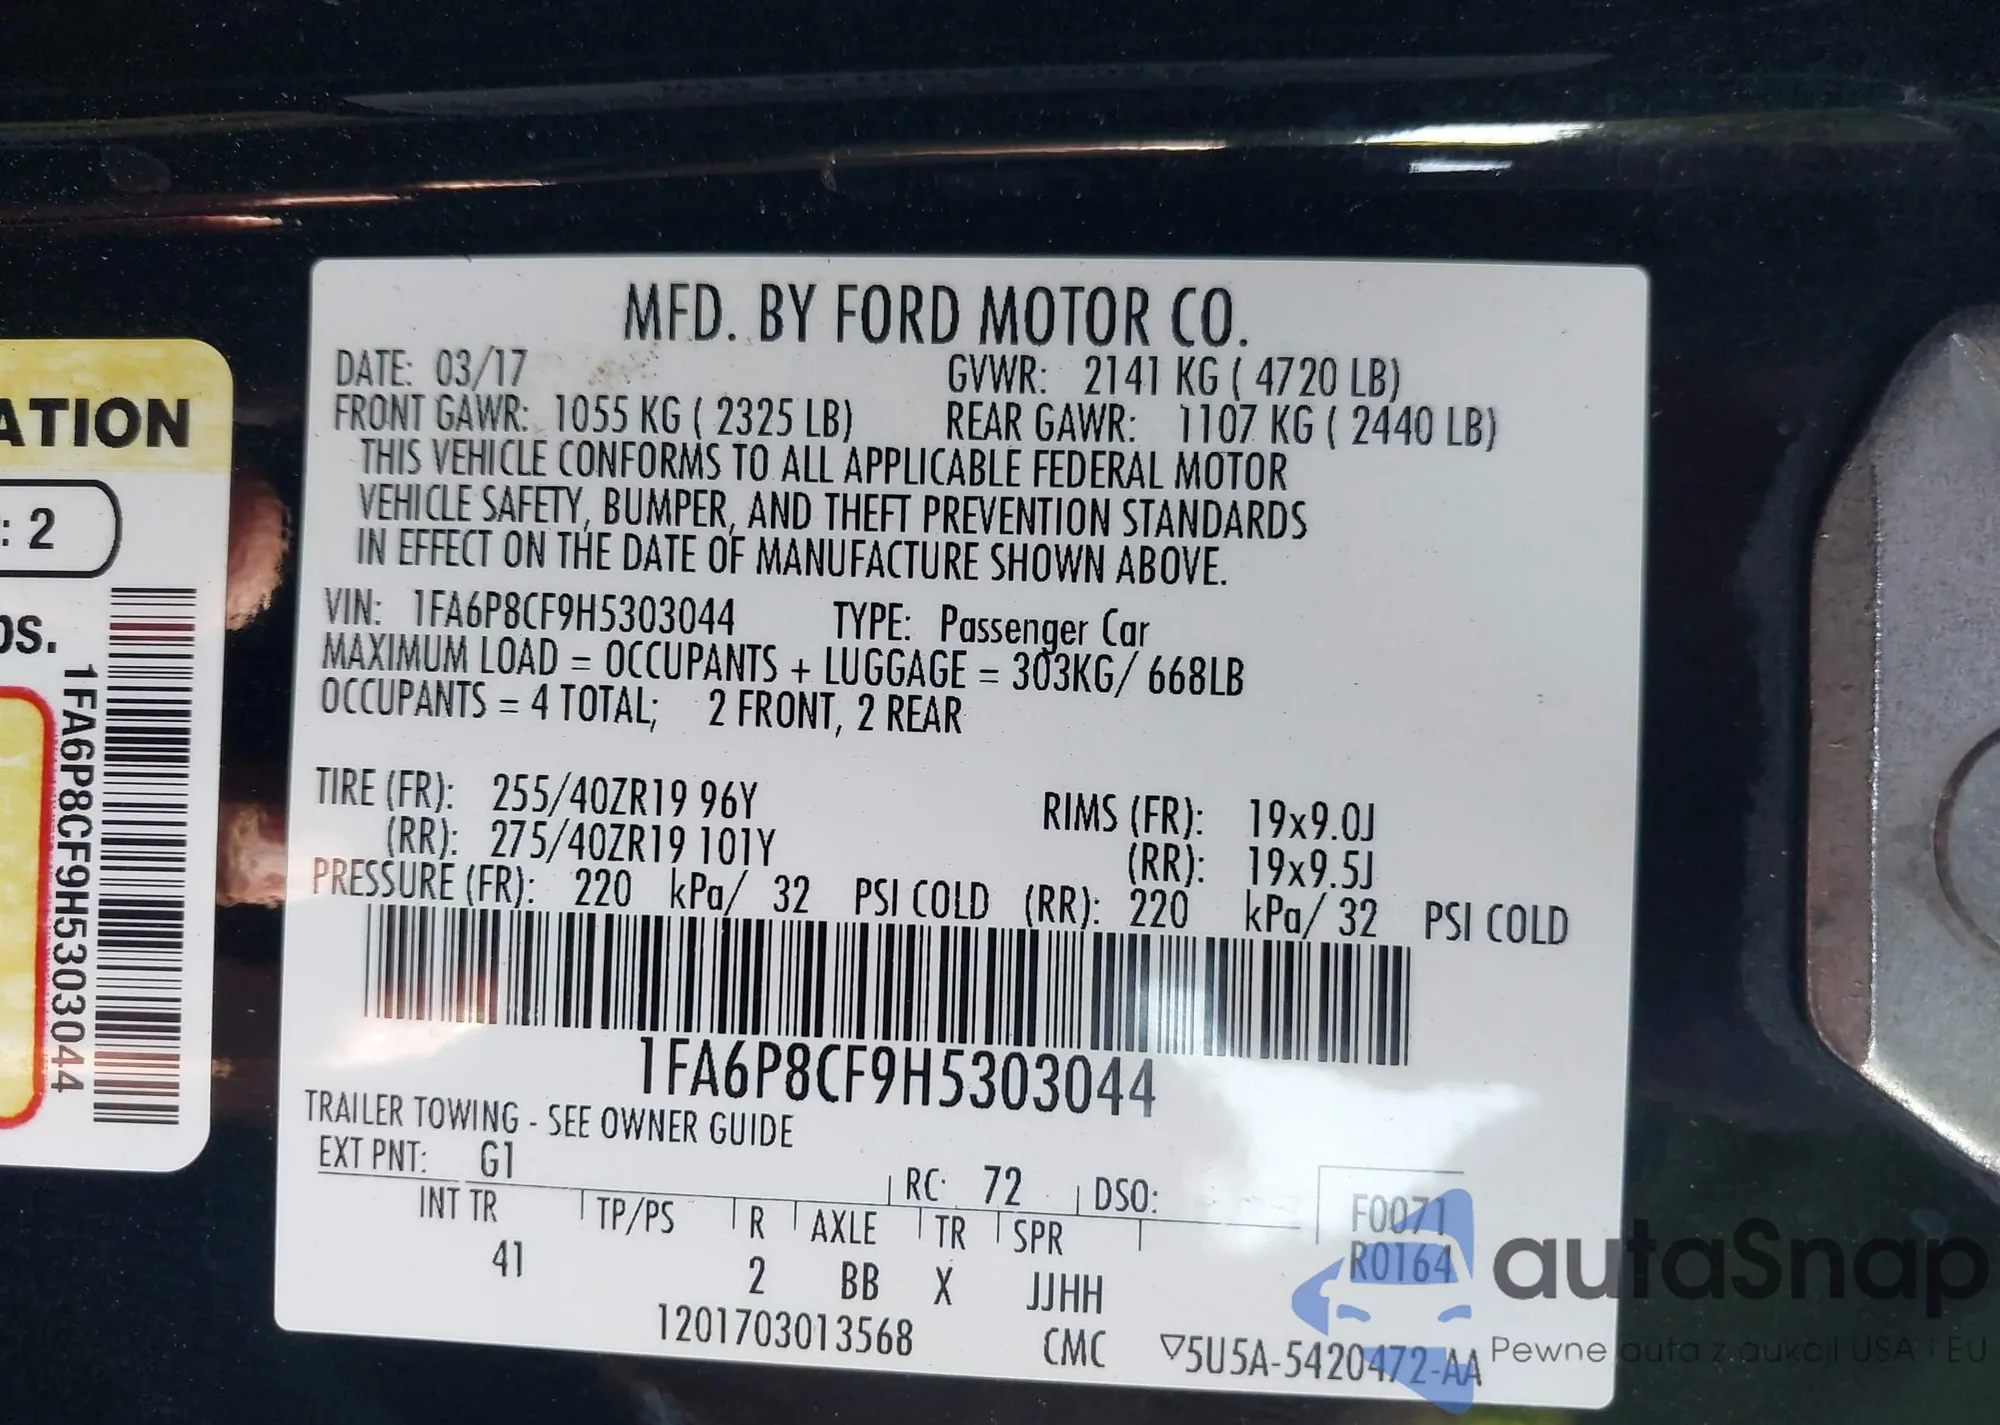 MFD. BY FORD MOTOR CO.
DATE: 03/17 GVWR: 2141 KG ( 4720 LB)
FRONT GAWR: 1055 KG ( 2325 LB) REAR GAWR: 1107 KG ( 2440 LB)
THIS VEHICLE CONFORMS TO ALL APPLICABLE FEDERAL MOTOR
VEHICLE SAFETY, BUMPER, AND THEFT PREVENTION STANDARDS
IN EFFECT ON THE DATE OF MANUFACTURE SHOWN ABOVE.
VIN: 1FA6P8CF9H5303044 TYPE: Passenger Car
MAXIMUM LOAD = OCCUPANTS + LUGGAGE = 303KG/ 668LB
OCCUPANTS = 4 TOTAL; 2 FRONT, 2 REAR
TIRE (FR): 255/40ZR19 96Y RIMS (FR): 19x9.0J
(RR): 275/40ZR19 101Y (RR): 19x9.5J
PRESSURE (FR): 220 kPa/ 32 PSI COLD (RR): 220 kPa/ 32 PSI COLD
1FA6P8CF9H5303044
TRAILER TOWING - SEE OWNER GUIDE
EXT PNT: G1 RC: 72 DSO:
INT TR TP/PS R AXLE TR SPR F0071
41 2 BB X JJHH R0164
1201703013568 CMC ▽5U5A-5420472-AA
ATION
: 2
os.
1FA6P8CF9H5303044
autaSnap
Pewne auta z aukcji USA i EU